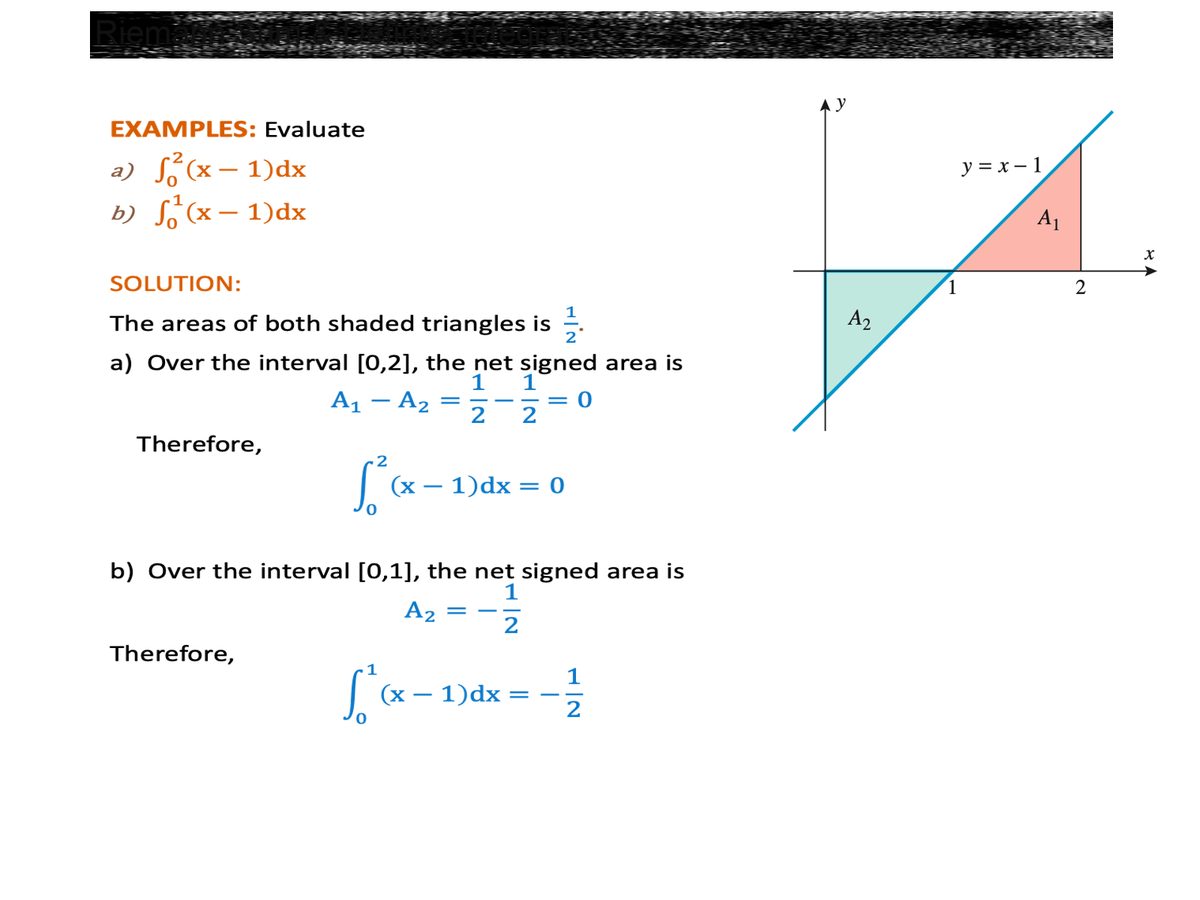 EXAMPLES: Evaluate
a) ∫₀²(x − 1)dx
b) ∫₀¹(x − 1)dx
SOLUTION:
The areas of both shaded triangles is 1/2.
a) Over the interval [0,2], the net signed area is
A₁ − A₂ = 1/2 − 1/2 = 0
Therefore,
∫₀²(x − 1)dx = 0
b) Over the interval [0,1], the net signed area is
A₂ = −1/2
Therefore,
∫₀¹(x − 1)dx = −1/2
y
y = x − 1
A₁
x
1
2
A₂